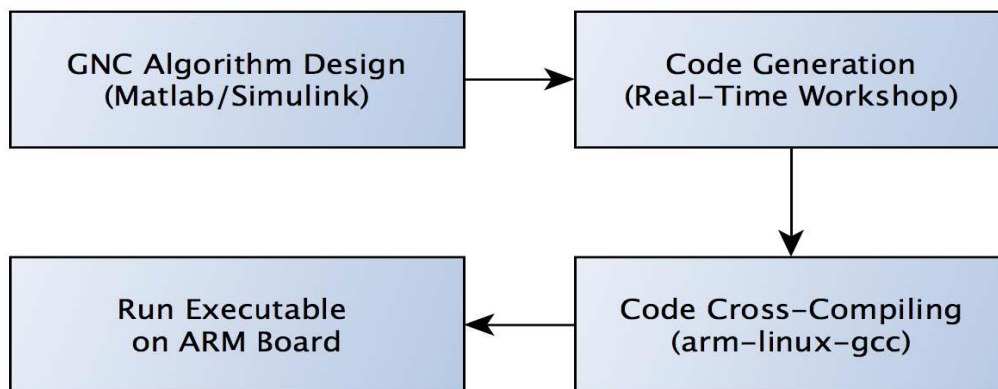 GNC Algorithm Design
(Matlab/Simulink)
Code Generation
(Real-Time Workshop)
Code Cross-Compiling
(arm-linux-gcc)
Run Executable
on ARM Board